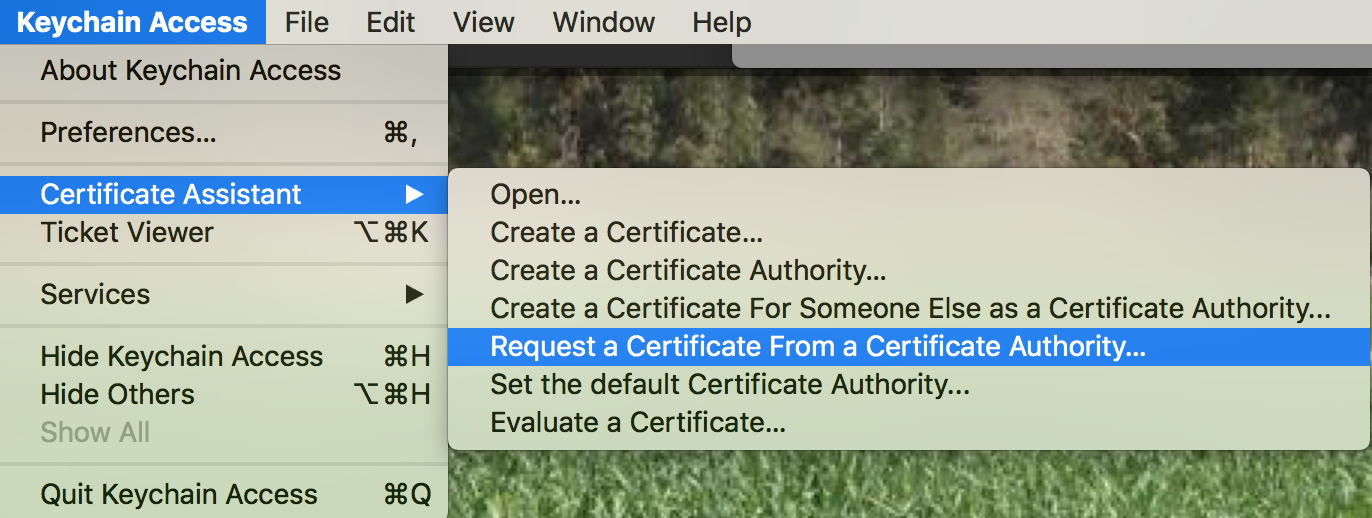 Keychain Access File Edit View Window Help
About Keychain Access
Preferences... ⌘,
Certificate Assistant ▶
Ticket Viewer ⌥⌘K
Services ▶
Hide Keychain Access ⌘H
Hide Others ⌥⌘H
Show All
Quit Keychain Access ⌘Q
Open...
Create a Certificate...
Create a Certificate Authority...
Create a Certificate For Someone Else as a Certificate Authority...
Request a Certificate From a Certificate Authority...
Set the default Certificate Authority...
Evaluate a Certificate...